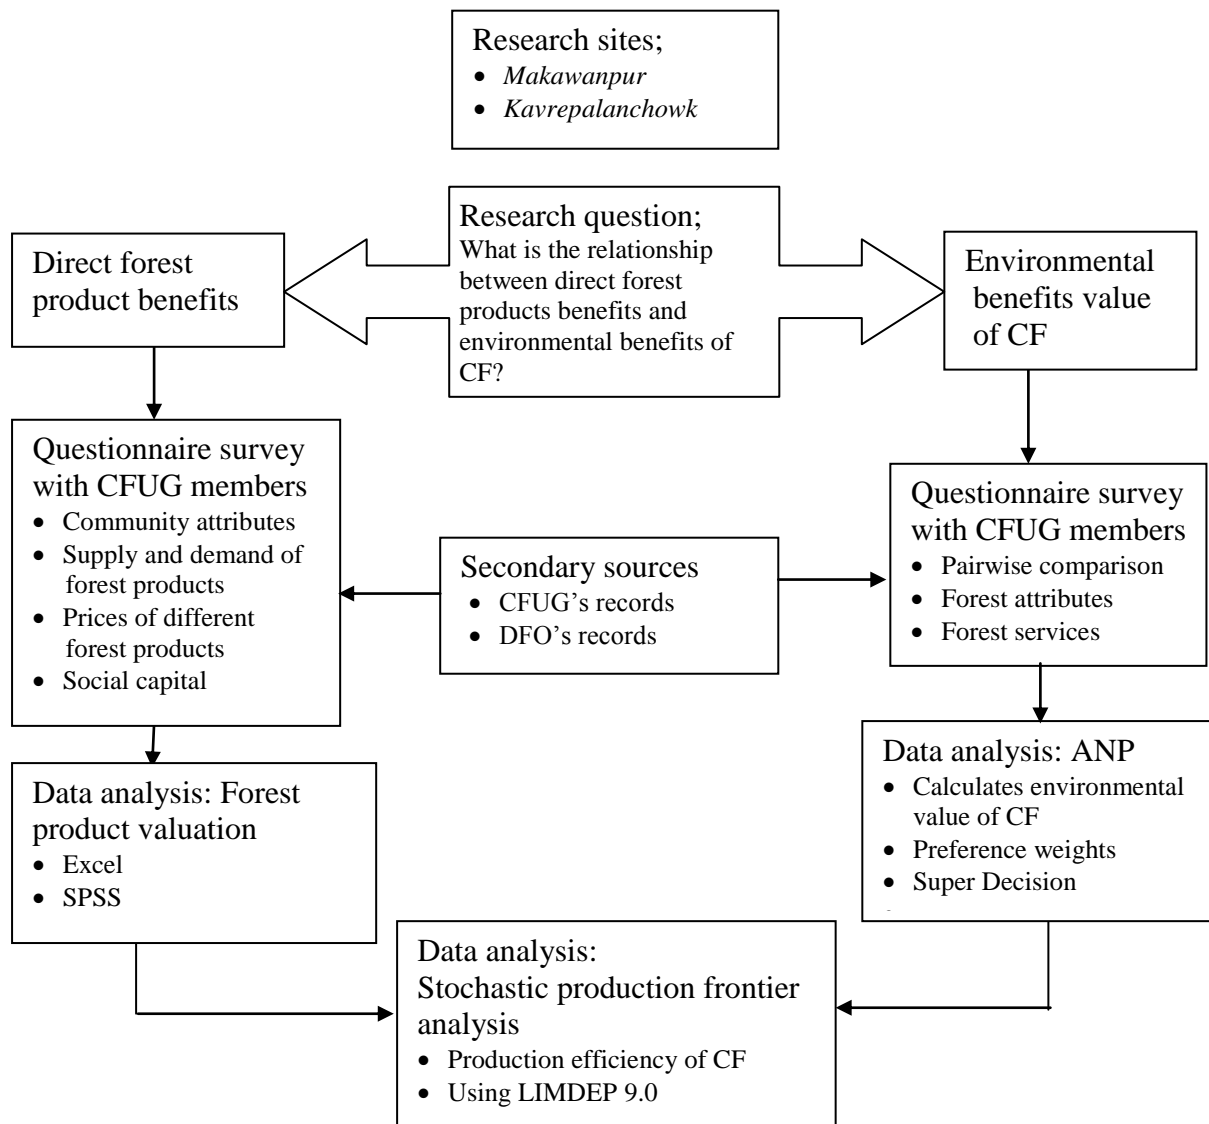 Research sites;
• Makawanpur
• Kavrepalanchowk
Research question;
What is the relationship
between direct forest
products benefits and
environmental benefits of
CF?
Direct forest
product benefits
Environmental
benefits value
of CF
Questionnaire survey
with CFUG members
• Community attributes
• Supply and demand of
forest products
• Prices of different
forest products
• Social capital
Secondary sources
• CFUG’s records
• DFO’s records
Questionnaire survey
with CFUG members
• Pairwise comparison
• Forest attributes
• Forest services
Data analysis: Forest
product valuation
• Excel
• SPSS
Data analysis: ANP
• Calculates environmental
value of CF
• Preference weights
• Super Decision
Data analysis:
Stochastic production frontier
analysis
• Production efficiency of CF
• Using LIMDEP 9.0